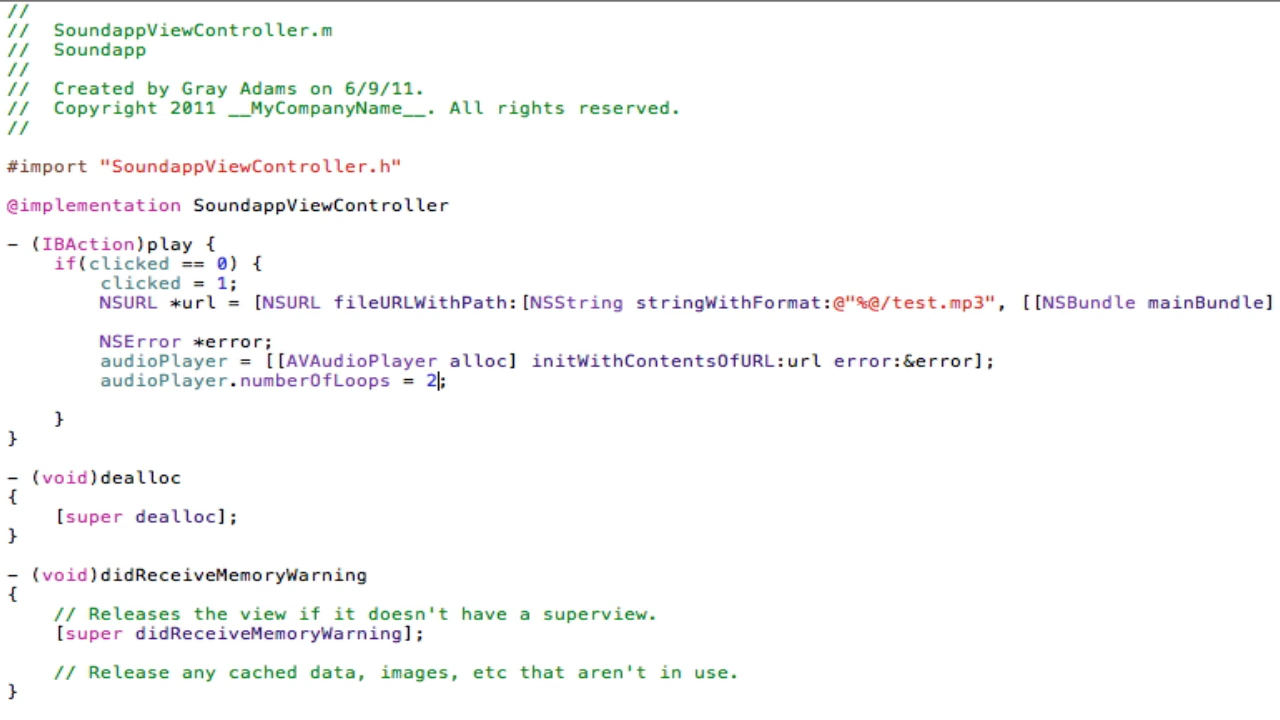 //
//  SoundappViewController.m
//  Soundapp
//
//  Created by Gray Adams on 6/9/11.
//  Copyright 2011 __MyCompanyName__. All rights reserved.
//
#import "SoundappViewController.h"
@implementation SoundappViewController
- (IBAction)play {
    if(clicked == 0) {
        clicked = 1;
        NSURL *url = [NSURL fileURLWithPath:[NSString stringWithFormat:@"%@/test.mp3", [[NSBundle mainBundle]
        NSError *error;
        audioPlayer = [[AVAudioPlayer alloc] initWithContentsOfURL:url error:&error];
        audioPlayer.numberOfLoops = 2;
    }
}
- (void)dealloc
{
    [super dealloc];
}
- (void)didReceiveMemoryWarning
{
    // Releases the view if it doesn't have a superview.
    [super didReceiveMemoryWarning];
    // Release any cached data, images, etc that aren't in use.
}